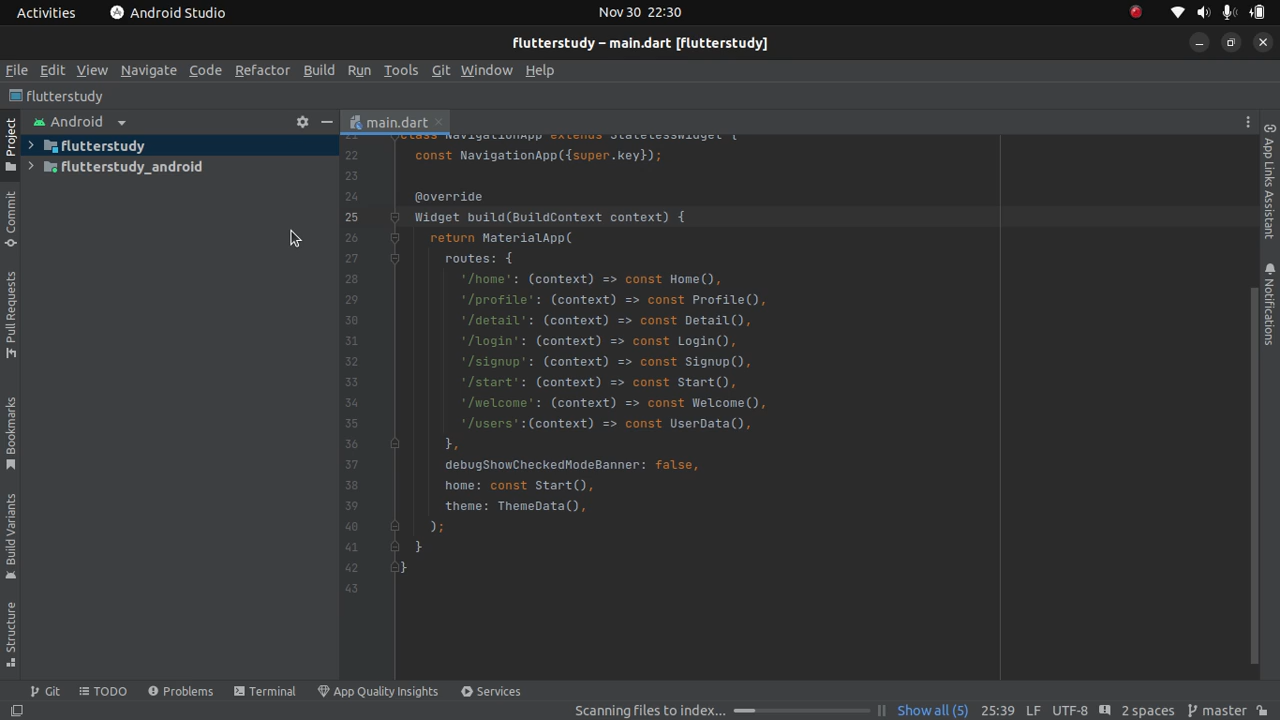 Activities
Android Studio
Nov 30 22:30
flutterstudy – main.dart [flutterstudy]
File Edit View Navigate Code Refactor Build Run Tools Git Window Help
flutterstudy
Project
Commit
Pull Requests
Bookmarks
Build Variants
Structure
Android
flutterstudy
flutterstudy_android
main.dart
21 class NavigationApp extends StatelessWidget {
22 const NavigationApp({super.key});
23
24 @override
25 Widget build(BuildContext context) {
26 return MaterialApp(
27 routes: {
28 '/home': (context) => const Home(),
29 '/profile': (context) => const Profile(),
30 '/detail': (context) => const Detail(),
31 '/login': (context) => const Login(),
32 '/signup': (context) => const Signup(),
33 '/start': (context) => const Start(),
34 '/welcome': (context) => const Welcome(),
35 '/users':(context) => const UserData(),
36 },
37 debugShowCheckedModeBanner: false,
38 home: const Start(),
39 theme: ThemeData(),
40 );
41 }
42 }
43
App Links Assistant
Notifications
Git
TODO
Problems
Terminal
App Quality Insights
Services
Scanning files to index...
Show all (5)
25:39
LF
UTF-8
2 spaces
master